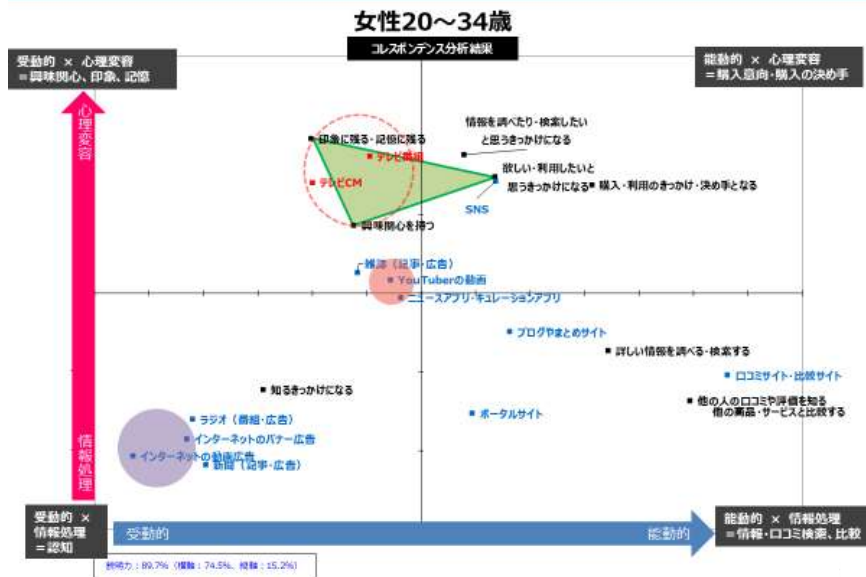 女性20～34歳
コレスポンデンス分析結果
受動的 × 心理変容
＝興味関心、印象、記憶
能動的 × 心理変容
＝購入意向・購入の決め手
心理変容
情報を調べたり・検索したい
と思うきっかけになる
印象に残る・記憶に残る
テレビ番組
欲しい・利用したいと
思うきっかけになる
購入・利用のきっかけ・決め手となる
テレビCM
SNS
興味関心を持つ
雑誌（記事・広告）
YouTuberの動画
ニュースアプリ・キュレーションアプリ
ブログやまとめサイト
詳しい情報を調べる・検索する
口コミサイト・比較サイト
知るきっかけになる
他の人の口コミや評価を知る
他の商品・サービスと比較する
ポータルサイト
ラジオ（番組・広告）
インターネットのバナー広告
インターネットの動画広告
新聞（記事・広告）
情報処理
受動的 ×
情報処理
＝認知
受動的
能動的
能動的 × 情報処理
＝情報・口コミ検索、比較
説明力：89.7%（横軸：74.5%、縦軸：15.2%）